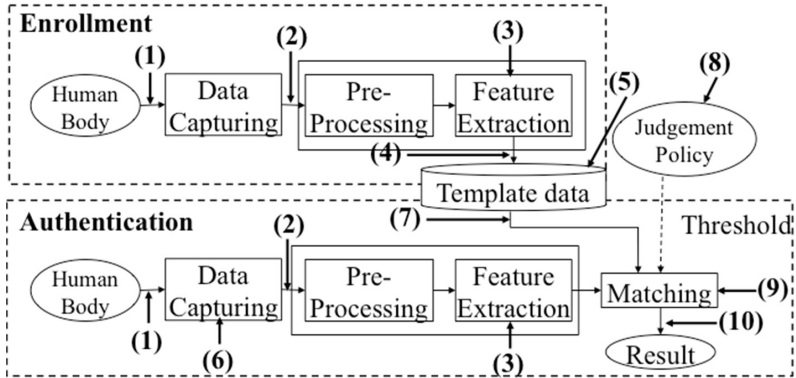 Enrollment
(1)
(2)
(3)
(5)
(8)
Human
Body
Data
Capturing
Pre-
Processing
Feature
Extraction
Judgement
Policy
(4)
Template data
Authentication
(7)
Threshold
(2)
Human
Body
Data
Capturing
Pre-
Processing
Feature
Extraction
Matching
(9)
(1)
(6)
(3)
(10)
Result